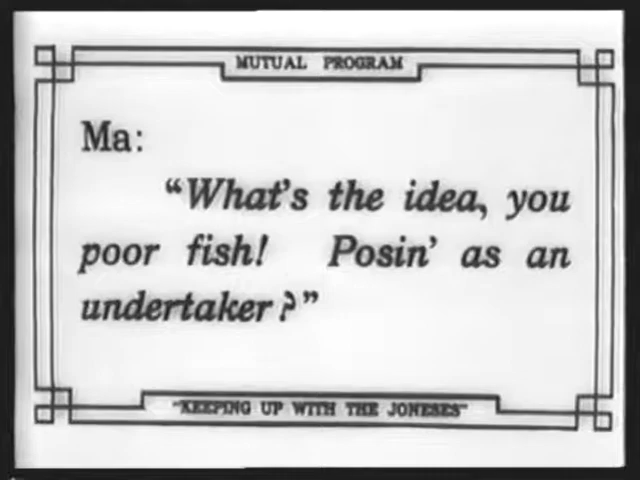 MUTUAL PROGRAM
Ma:
“What's the idea, you
poor fish! Posin' as an
undertaker?”
"KEEPING UP WITH THE JONESES"